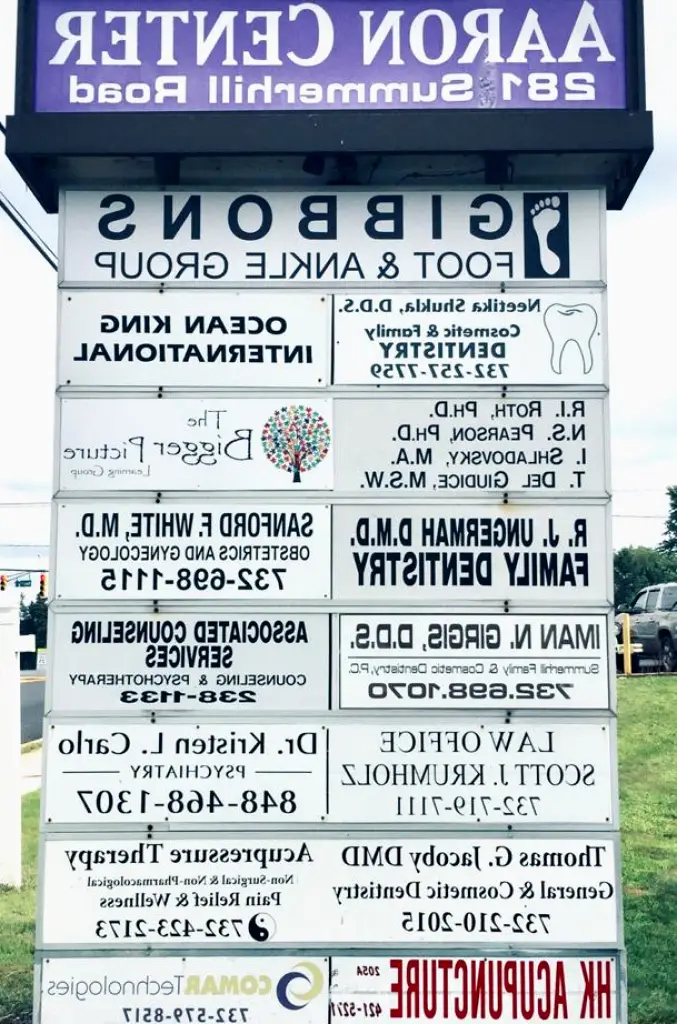 AARON CENTER
281 Summerhill Road
GIBBONS
FOOT & ANKLE GROUP
Neetika Shukla, D.D.S.
Cosmetic & Family
DENTISTRY
732-257-7759
OCEAN KING
INTERNATIONAL
R.I. ROTH, PH.D.
N.S. PEARSON, PH.D.
I. SHLADOVSKY, M.A.
T. DEL GIUDICE, M.S.W.
The
Bigger Picture
Learning Group
R. J. UNGERMAH D.M.D.
FAMILY DENTISTRY
SANFORD F. WHITE, M.D.
OBSTETRICS AND GYNECOLOGY
732-698-1115
IMAN N. GIRGIS, D.D.S.
Summerhill Family & Cosmetic Dentistry, P.C.
732.698.1070
ASSOCIATED COUNSELING
SERVICES
COUNSELING & PSYCHOTHERAPY
238-1133
LAW OFFICE
SCOTT J. KRUMHOLZ
732-719-7111
Dr. Kristen L. Carlo
PSYCHIATRY
848-468-1307
Thomas G. Jacoby DMD
General & Cosmetic Dentistry
732-210-2015
Acupressure Therapy
Non-Surgical & Non-Pharmacological
Pain Relief & Wellness
732-423-2173
HK ACUPUNCTURE
205A
421-5271
COMAR Technologies
732-579-8517